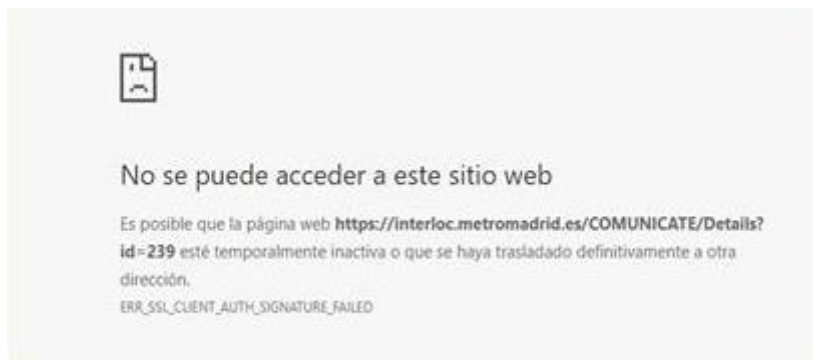 No se puede acceder a este sitio web
Es posible que la página web https://interloc.metromadrid.es/COMUNICATE/Details?
id=239 esté temporalmente inactiva o que se haya trasladado definitivamente a otra
dirección.
ERR_SSL_CLIENT_AUTH_SIGNATURE_FAILED